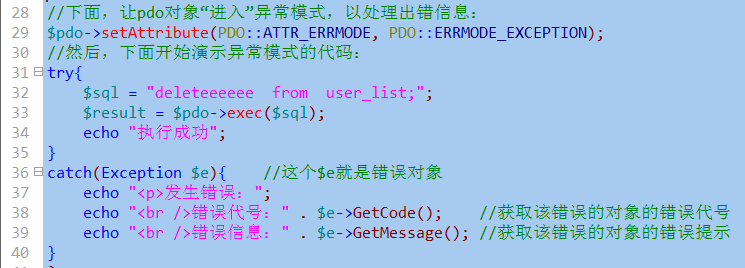 28 //下面，让pdo对象“进入”异常模式，以处理出错信息：
29 $pdo->setAttribute(PDO::ATTR_ERRMODE, PDO::ERRMODE_EXCEPTION);
30 //然后，下面开始演示异常模式的代码：
31 try{
32 $sql = "deleteeeeee  from  user_list;";
33 $result = $pdo->exec($sql);
34 echo "执行成功";
35 }
36 catch(Exception $e){    //这个$e就是错误对象
37 echo "<p>发生错误：";
38 echo "<br />错误代号：" . $e->GetCode();    //获取该错误的对象的错误代号
39 echo "<br />错误信息：" . $e->GetMessage(); //获取该错误的对象的错误提示
40 }